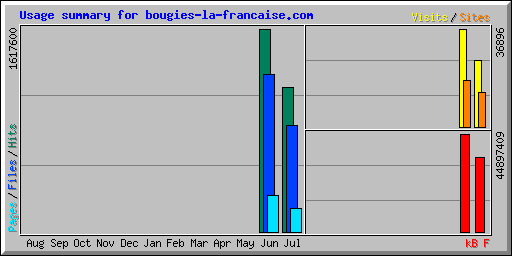 Usage summary for bougies-la-francaise.com
Visits / Sites
1617600
36896
Pages / Files / Hits
44897409
Aug Sep Oct Nov Dec Jan Feb Mar Apr May Jun Jul
kB F